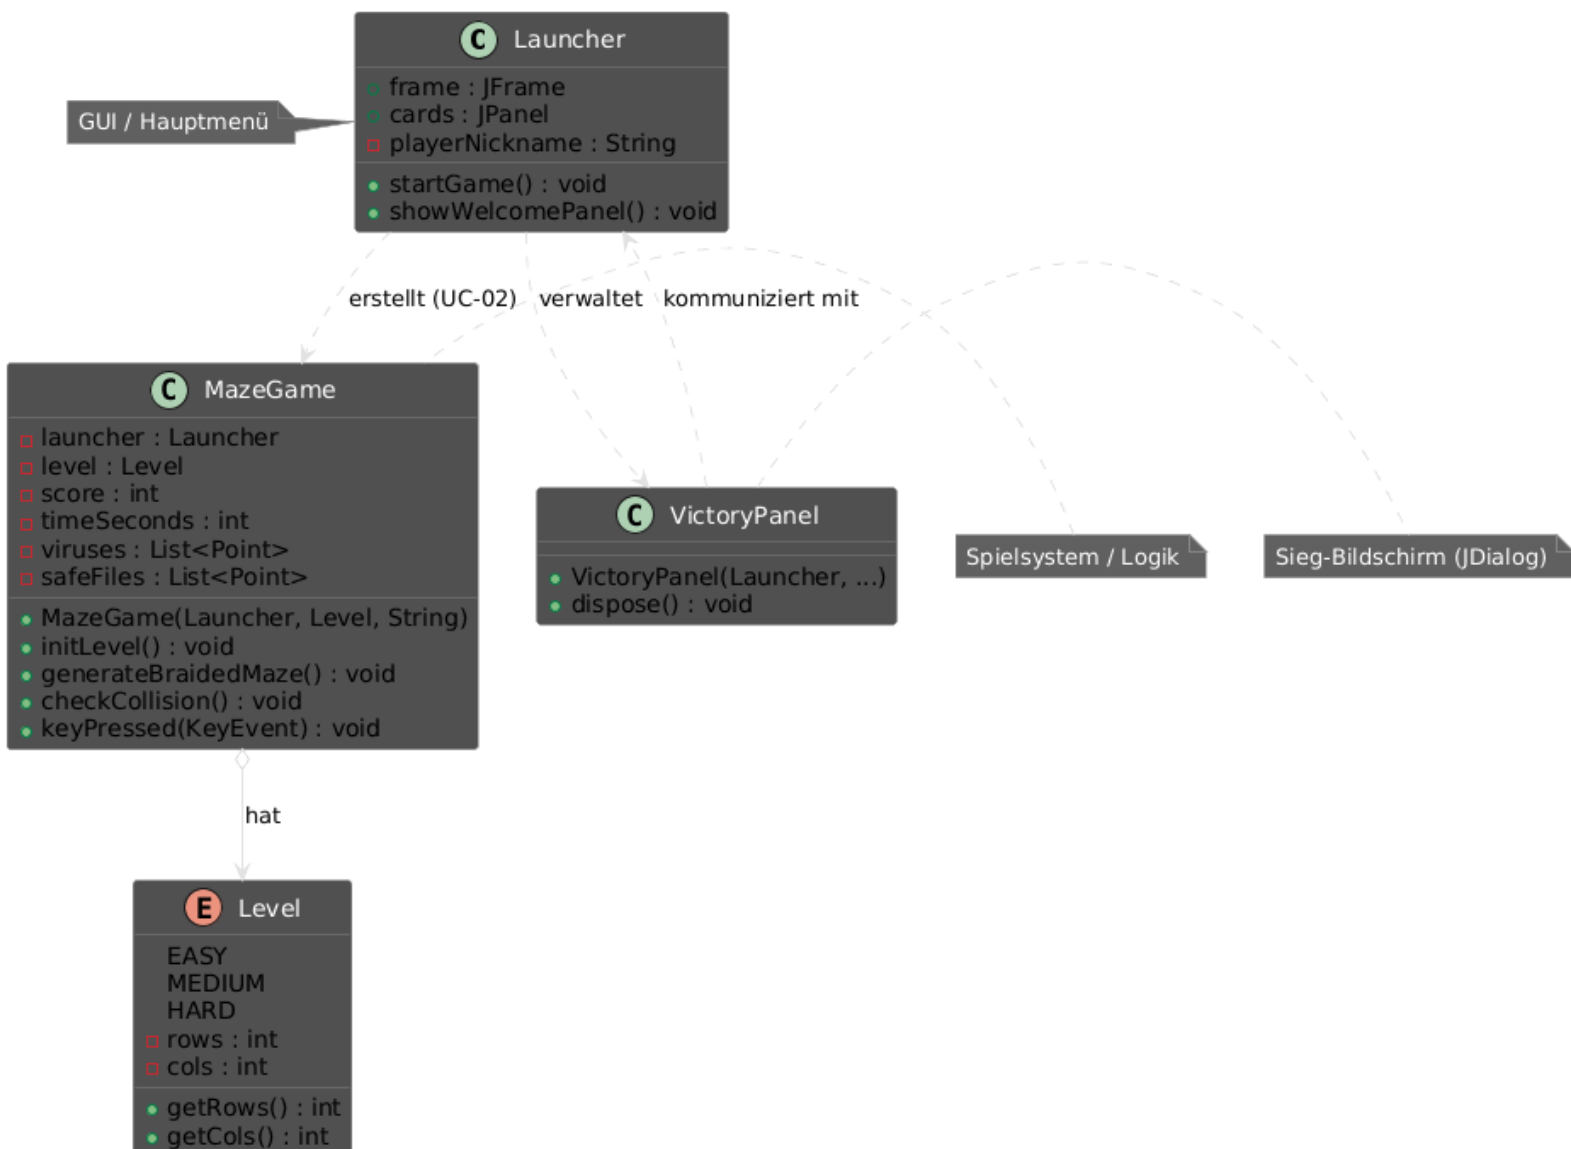 C Launcher
frame : JFrame
cards : JPanel
playerNickname : String
startGame() : void
showWelcomePanel() : void
GUI / Hauptmenü
erstellt (UC-02)
verwaltet
kommuniziert mit
C MazeGame
launcher : Launcher
level : Level
score : int
timeSeconds : int
viruses : List<Point>
safeFiles : List<Point>
MazeGame(Launcher, Level, String)
initLevel() : void
generateBraidedMaze() : void
checkCollision() : void
keyPressed(KeyEvent) : void
C VictoryPanel
VictoryPanel(Launcher, ...)
dispose() : void
Spielsystem / Logik
Sieg-Bildschirm (JDialog)
hat
E Level
EASY
MEDIUM
HARD
rows : int
cols : int
getRows() : int
getCols() : int